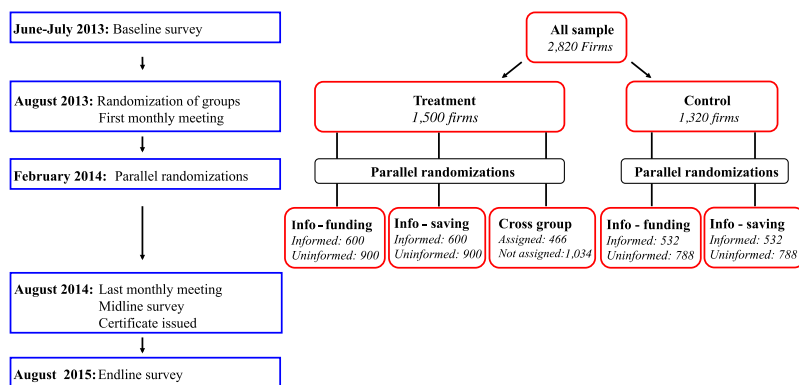 June-July 2013: Baseline survey
August 2013: Randomization of groups
First monthly meeting
February 2014: Parallel randomizations
August 2014: Last monthly meeting
Midline survey
Certificate issued
August 2015: Endline survey
All sample
2,820 Firms
Treatment
1,500 firms
Control
1,320 firms
Parallel randomizations
Parallel randomizations
Info - funding
Informed: 600
Uninformed: 900
Info - saving
Informed: 600
Uninformed: 900
Cross group
Assigned: 466
Not assigned:1,034
Info - funding
Informed: 532
Uninformed: 788
Info - saving
Informed: 532
Uninformed: 788